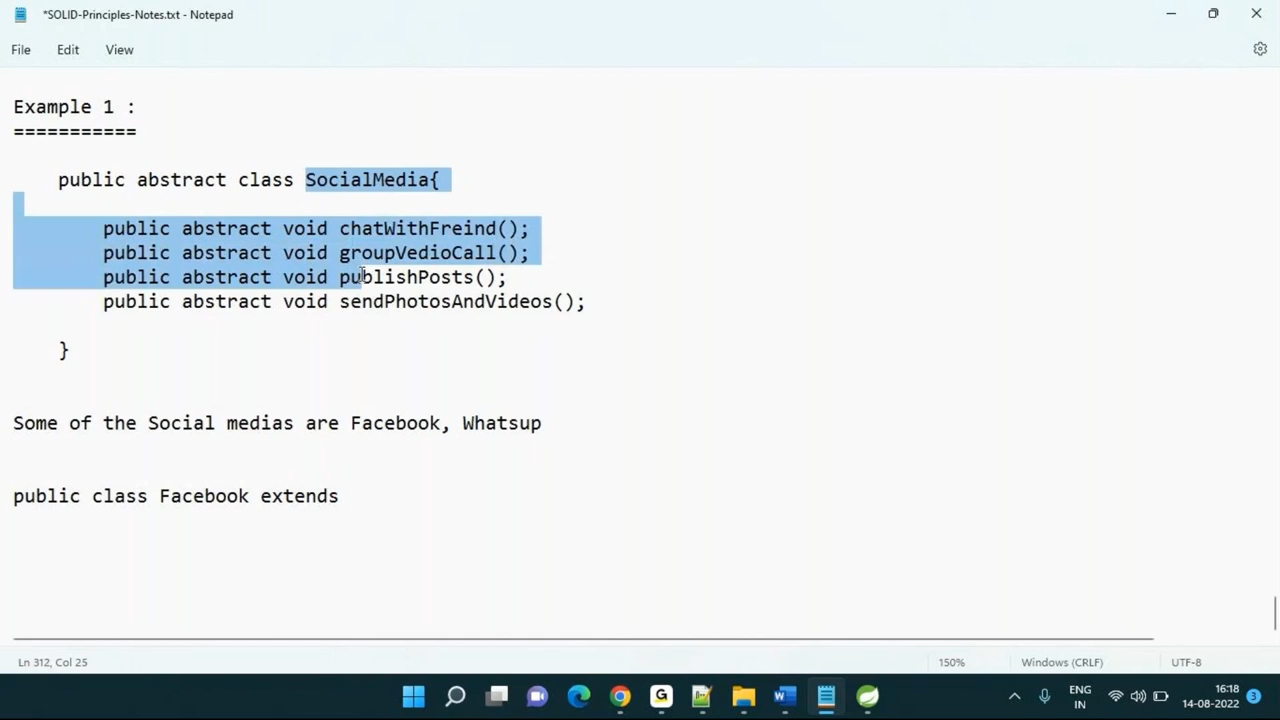 *SOLID-Principles-Notes.txt - Notepad
File Edit View
Example 1 :
===========
public abstract class SocialMedia{
public abstract void chatWithFreind();
public abstract void groupVedioCall();
public abstract void publishPosts();
public abstract void sendPhotosAndVideos();
}
Some of the Social medias are Facebook, Whatsup
public class Facebook extends
Ln 312, Col 25 150% Windows (CRLF) UTF-8
ENG 16:18
IN 14-08-2022 3